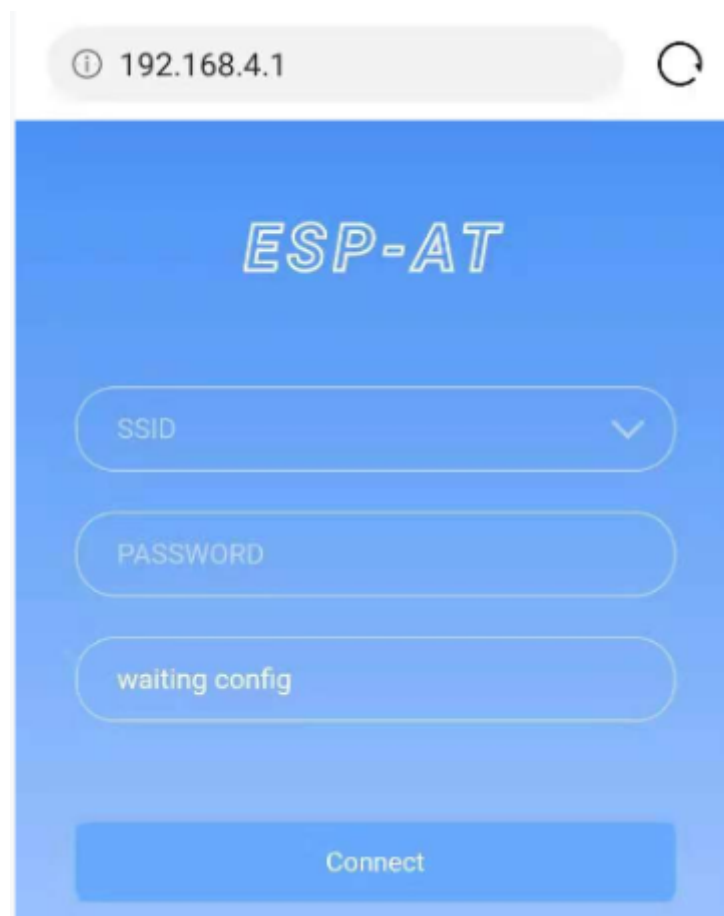 192.168.4.1
ESP-AT
SSID
PASSWORD
waiting config
Connect